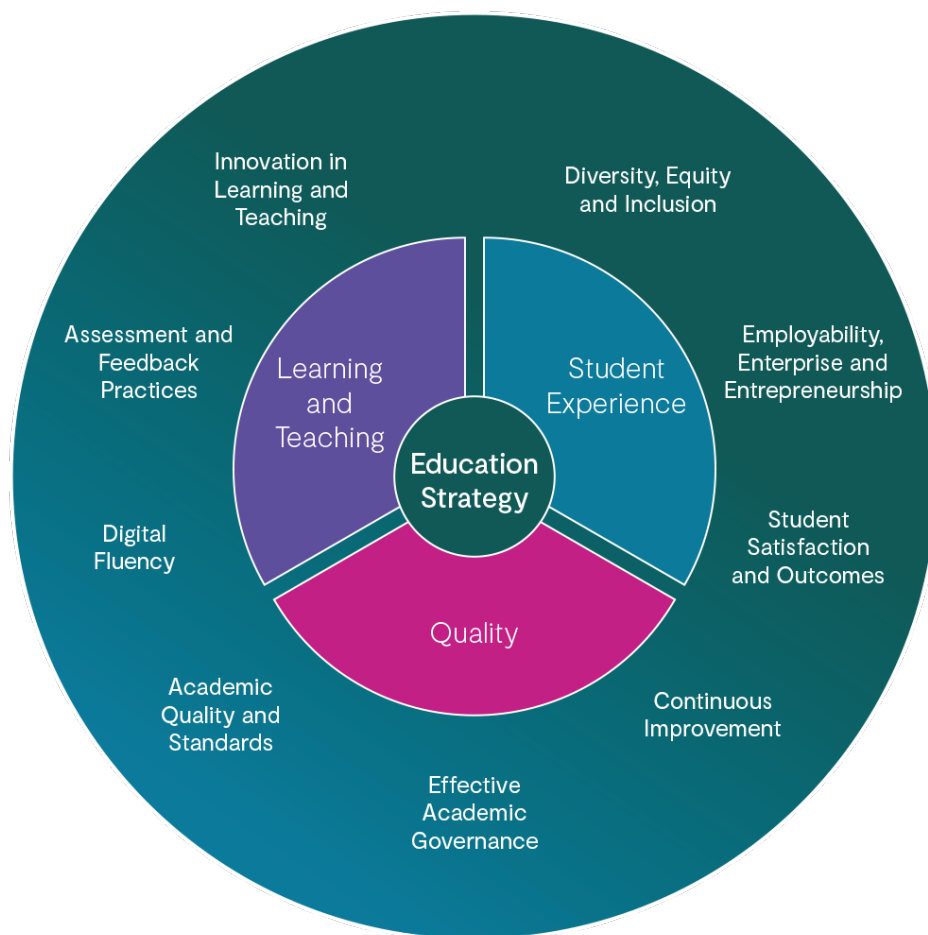 Innovation in
Learning and
Teaching
Diversity, Equity
and Inclusion
Assessment and
Feedback
Practices
Employability,
Enterprise and
Entrepreneurship
Learning
and
Teaching
Student
Experience
Education
Strategy
Digital
Fluency
Student
Satisfaction
and Outcomes
Quality
Academic
Quality and
Standards
Continuous
Improvement
Effective
Academic
Governance